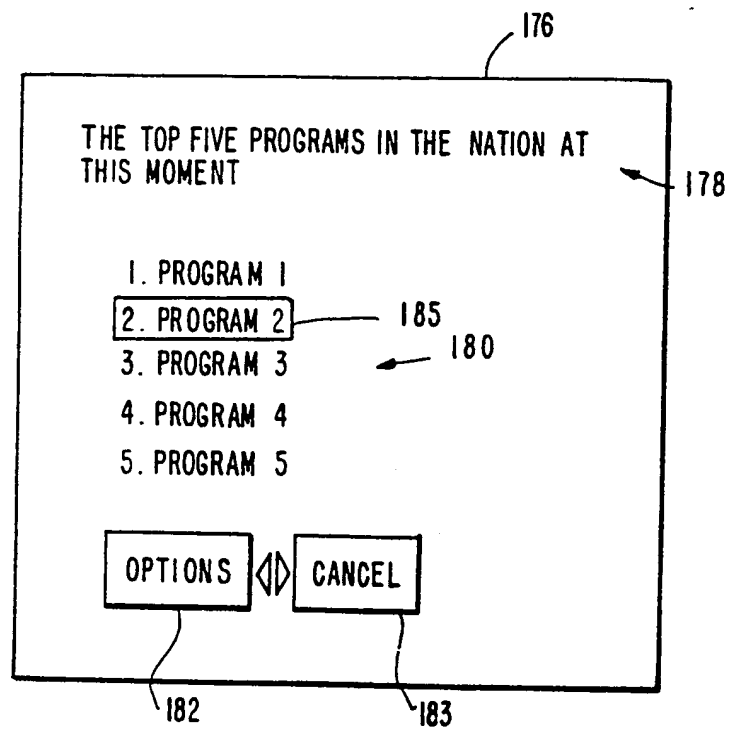 176
THE TOP FIVE PROGRAMS IN THE NATION AT
THIS MOMENT
178
1. PROGRAM 1
2. PROGRAM 2
185
3. PROGRAM 3
180
4. PROGRAM 4
5. PROGRAM 5
OPTIONS
CANCEL
182
183